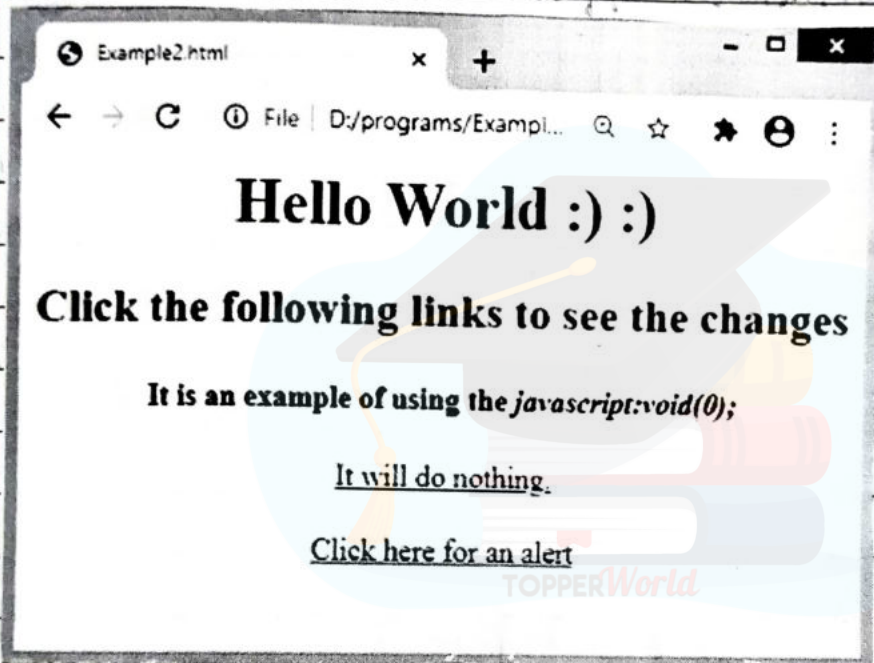 Example2.html
File D:/programs/Exampl...
Hello World :) :)
Click the following links to see the changes
It is an example of using the javascript:void(0);
It will do nothing.
Click here for an alert
TOPPERWorld